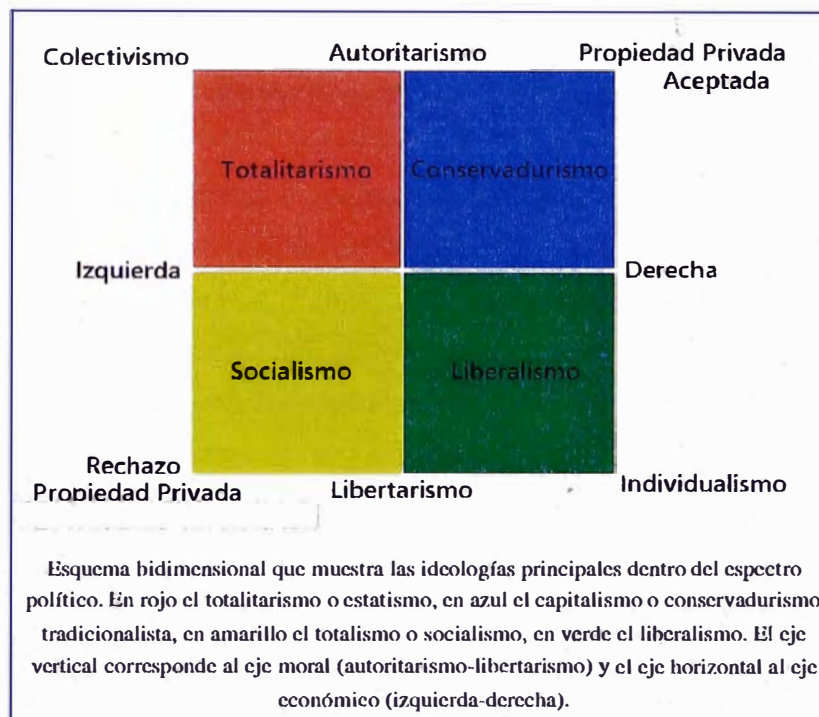 Colectivismo Autoritarismo Propiedad Privada
Aceptada
Totalitarismo Conservadurismo
Izquierda Derecha
Socialismo Liberalismo
Rechazo
Propiedad Privada Libertarismo Individualismo
Esquema bidimensional que muestra las ideologías principales dentro del espectro
político. En rojo el totalitarismo o estatismo, en azul el capitalismo o conservadurismo
tradicionalista, en amarillo el totalismo o socialismo, en verde el liberalismo. El eje
vertical corresponde al eje moral (autoritarismo-libertarismo) y el eje horizontal al eje
económico (izquierda-derecha).